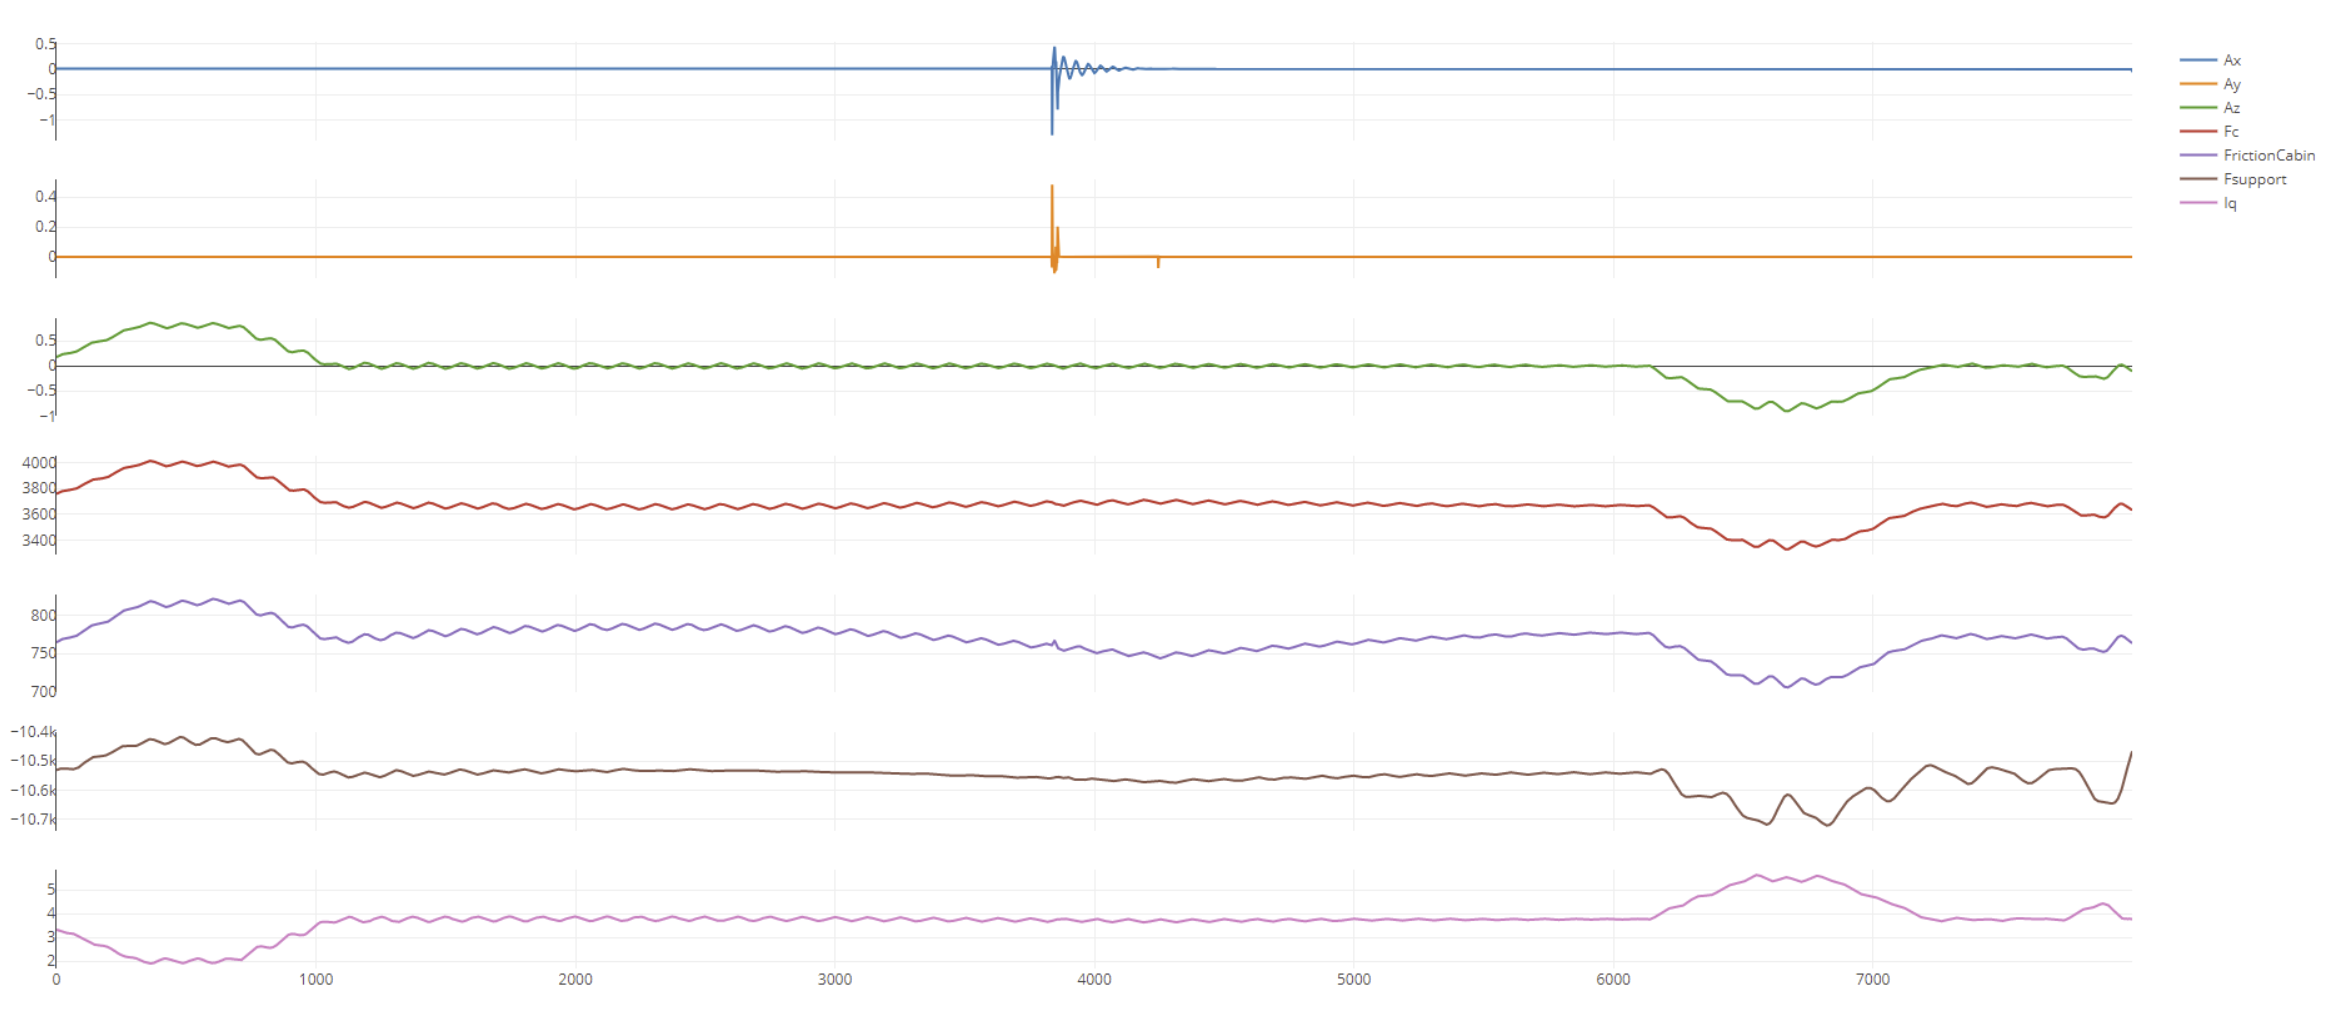 0.5
0
−0.5
−1
0.4
0.2
0
0.5
0
−0.5
−1
4000
3800
3600
3400
800
750
700
−10.4k
−10.5k
−10.6k
−10.7k
5
4
3
2
0 1000 2000 3000 4000 5000 6000 7000
Ax
Ay
Az
Fc
FrictionCabin
Fsupport
Iq